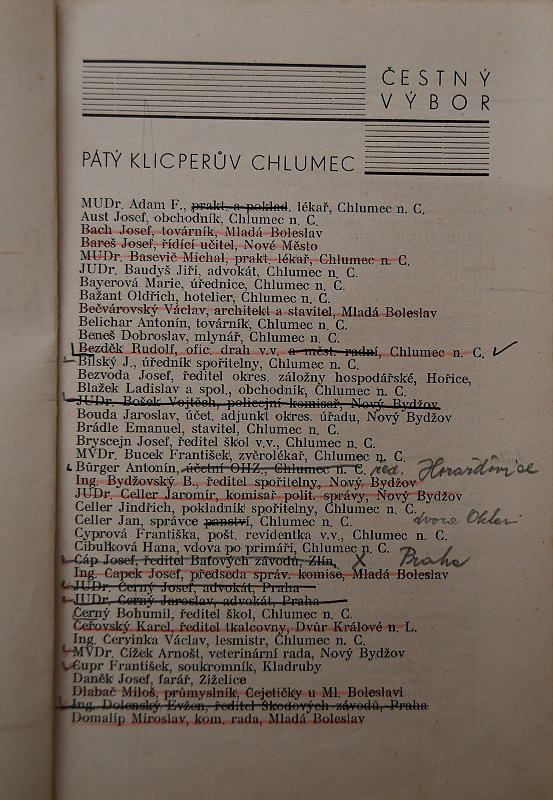 ČESTNÝ
VÝBOR
PÁTÝ KLICPERŮV CHLUMEC
MUDr. Adam F., prakt. a poklad. lékař, Chlumec n. C.
Aust Josef, obchodník, Chlumec n. C.
Bach Josef, továrník, Mladá Boleslav
Bareš Josef, řídící učitel, Nové Město
MUDr. Basevič Michal, prakt. lékař, Chlumec n. C.
JUDr. Baudyš Jiří, advokát, Chlumec n. C.
Bayerová Marie, úřednice, Chlumec n. C.
Bažant Oldřich, hotelier, Chlumec n. C.
Bečvárovský Václav, architekt a stavitel, Mladá Boleslav
Belichar Antonín, továrník, Chlumec n. C.
Beneš Dobroslav, mlynář, Chlumec n. C.
Bezděk Rudolf, ofic. drah v.v. a měst. radní, Chlumec n. C.
Bílský J., úředník spořitelny, Chlumec n. C.
Bezvoda Josef, ředitel okres. záložny hospodářské, Hořice,
Blažek Ladislav a spol., obchodník, Chlumec n. C.
JUDr. Bošek Vojtěch, policejní komisař, Nový Bydžov
Bouda Jaroslav, účet. adjunkt okres. úřadu, Nový Bydžov
Brádle Emanuel, stavitel, Chlumec n. C.
Bryscejn Josef, ředitel škol v.v., Chlumec n. C.
MVDr. Bucek František, zvěrolékař, Chlumec n. C.
Bürger Antonín, účetní OHZ., Chlumec n. C. řed.
Ing. Bydžovský B., ředitel spořitelny, Nový Bydžov
JUDr. Celler Jaromír, komisař polit. správy, Nový Bydžov
Celler Jindřich, pokladník spořitelny, Chlumec n. C.
Celler Jan, správce panství, Chlumec n. C. dvora
Cyprová Františka, pošt. revidentka v.v., Chlumec n. C.
Cibulková Hana, vdova po primáři, Chlumec n. C.
Cáp Josef, ředitel Baťových závodů, Zlín, X Praha
Ing. Čapek Josef, předseda správ. komise, Mladá Boleslav
JUDr. Černý Josef, advokát, Praha
JUDr. Černý Jaroslav, advokát, Praha
Černý Bohumil, ředitel škol, Chlumec n. C.
Čeřovský Karel, ředitel tkalcovny, Dvůr Králové n. L.
Ing. Červinka Václav, lesmistr, Chlumec n. C.
MVDr. Čížek Arnošt, veterinární rada, Nový Bydžov
Čupr František, soukromník, Kladruby
Daněk Josef, farář, Žiželice
Dlabač Miloš, průmyslník, Čejetičky u Ml. Boleslavi
Ing. Dolenský Evžen, ředitel Škodových závodů, Praha
Domalíp Miroslav, kom. rada, Mladá Boleslav